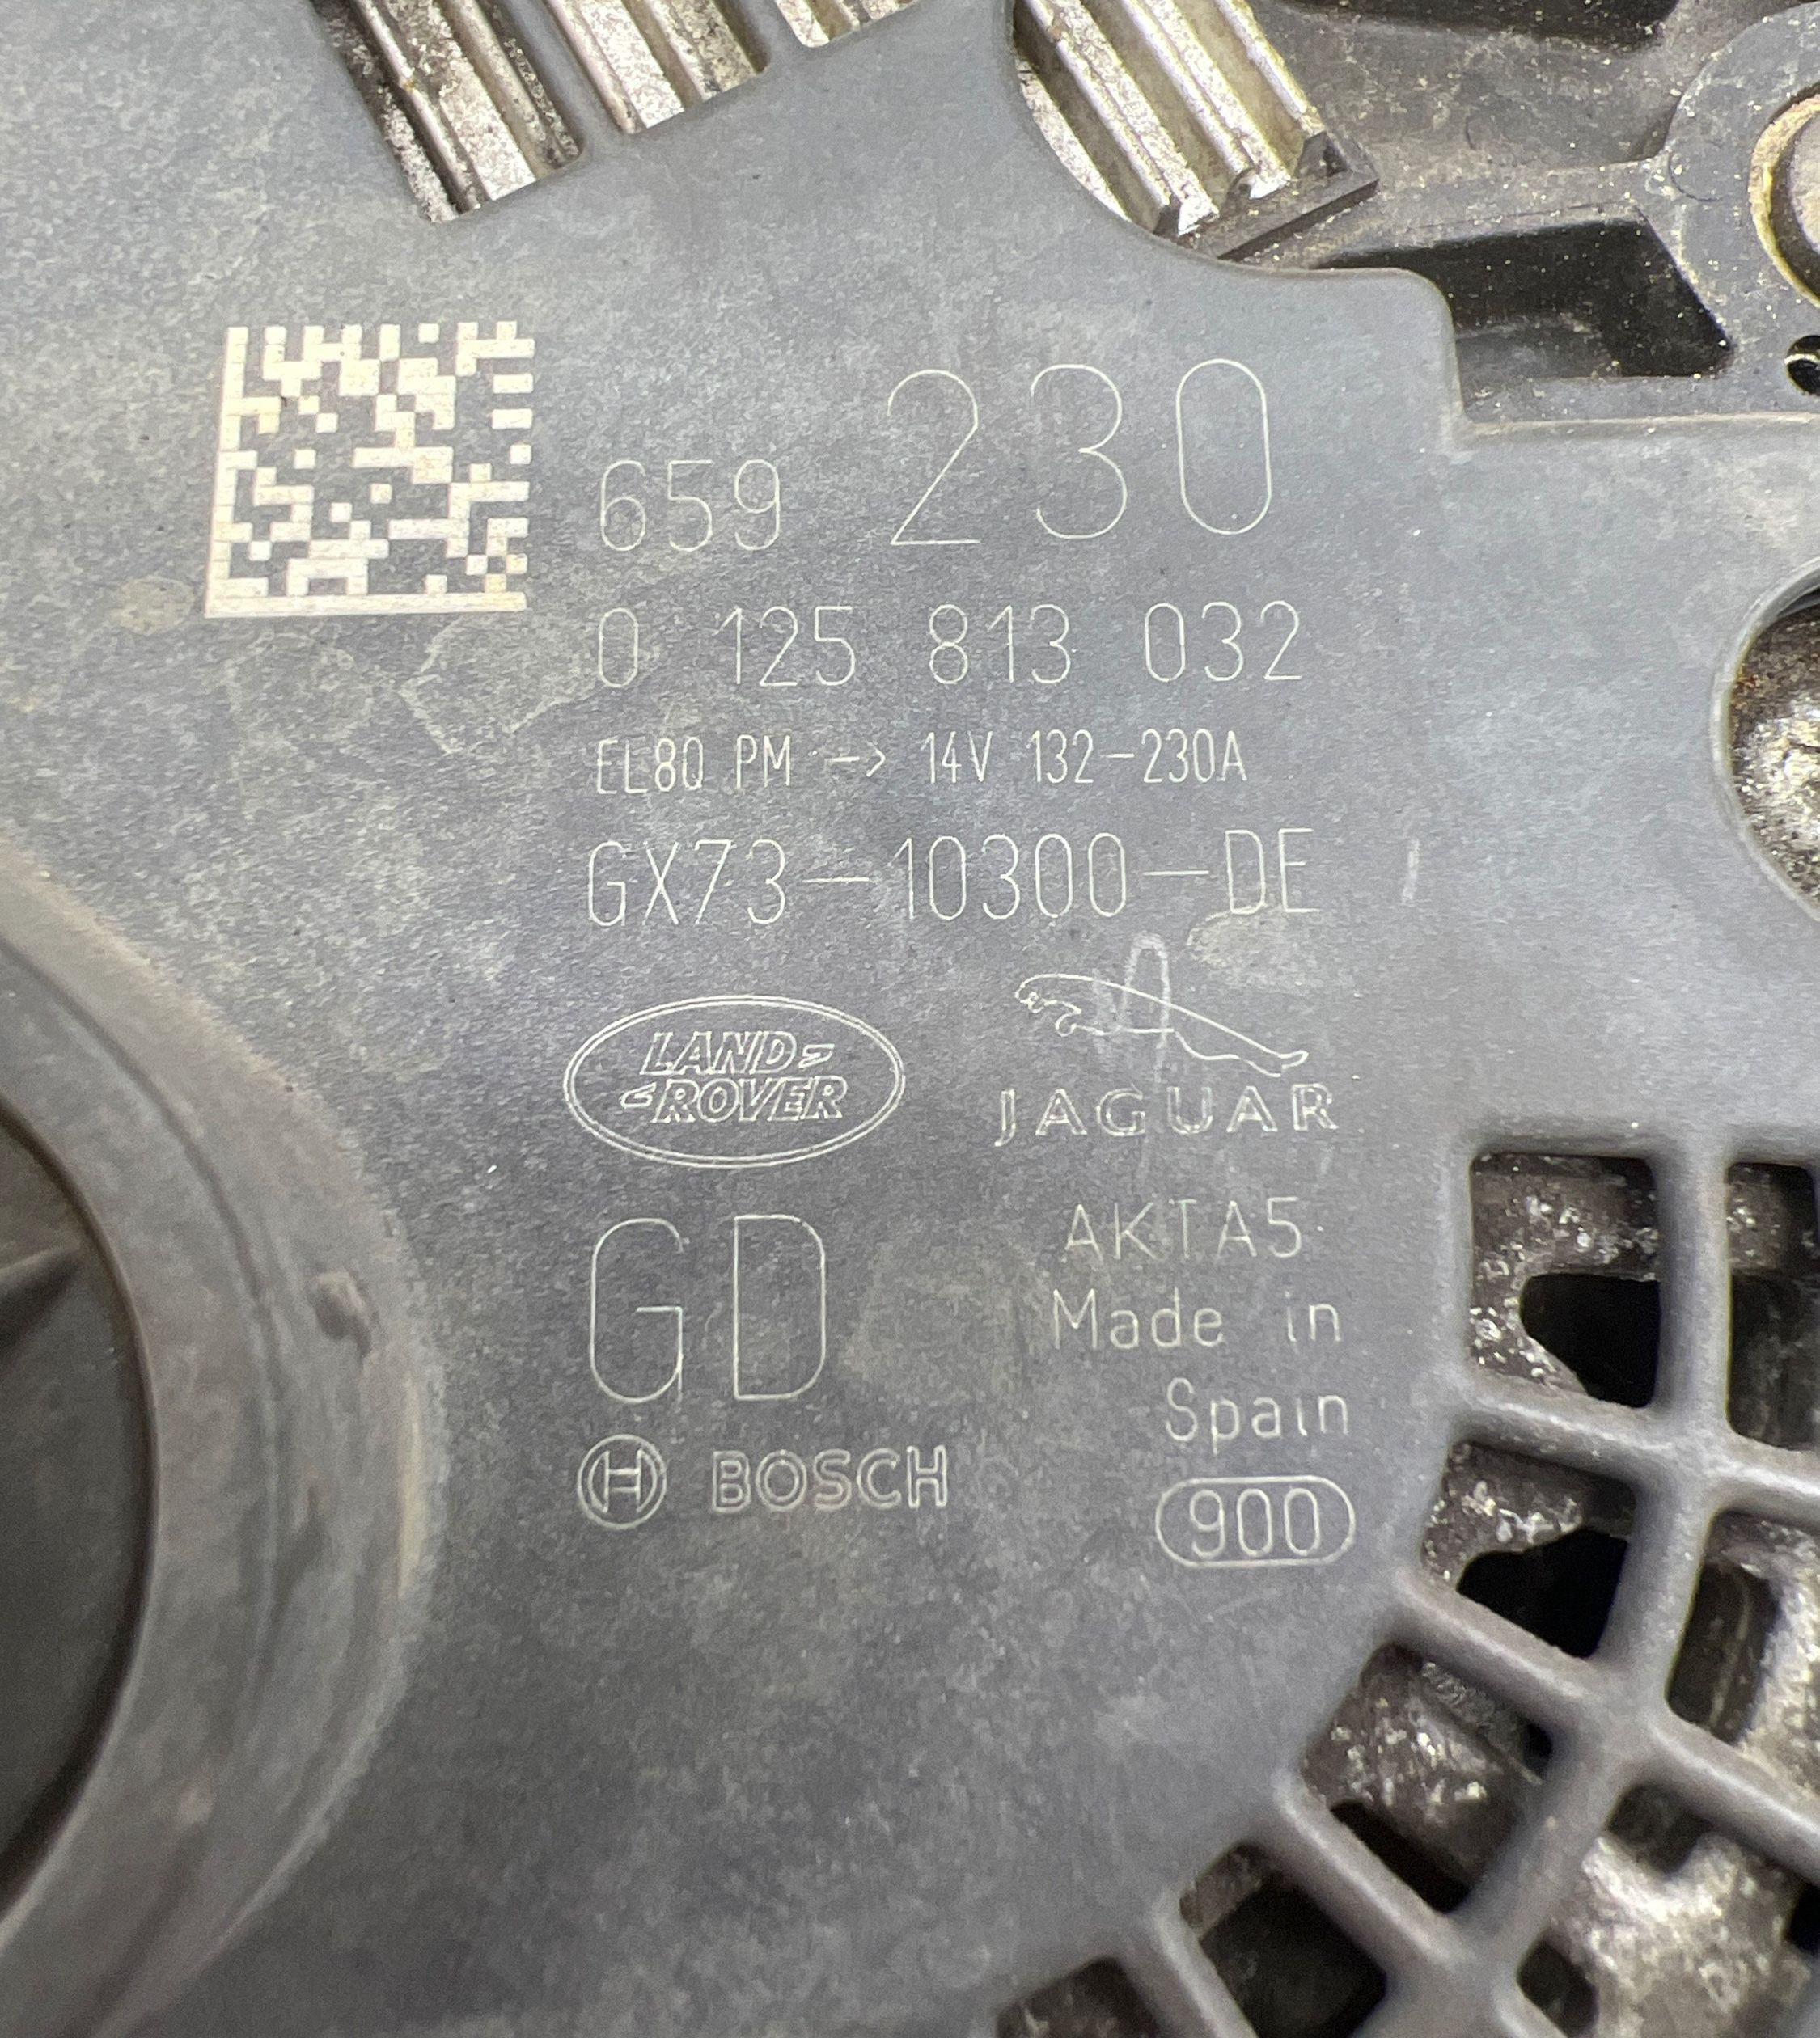 659 230
0 125 813 032
EL8Q PM -> 14V 132-230A
GX73-10300-DE
LAND
ROVER
JAGUAR
GD
AKTA5
Made in
Spain
BOSCH
900